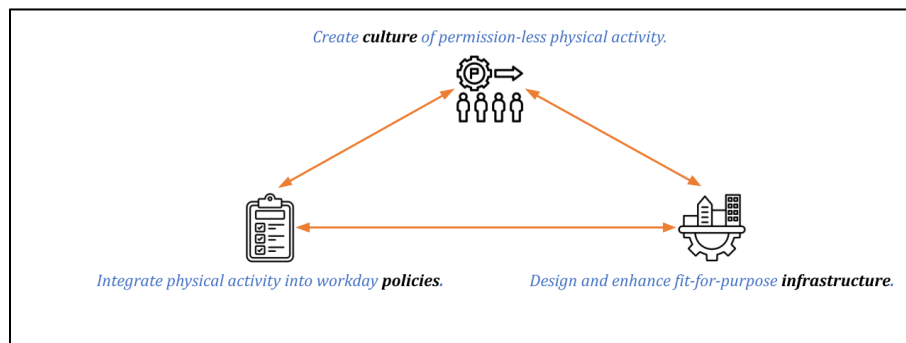 Create culture of permission-less physical activity.
P
Integrate physical activity into workday policies.
Design and enhance fit-for-purpose infrastructure.